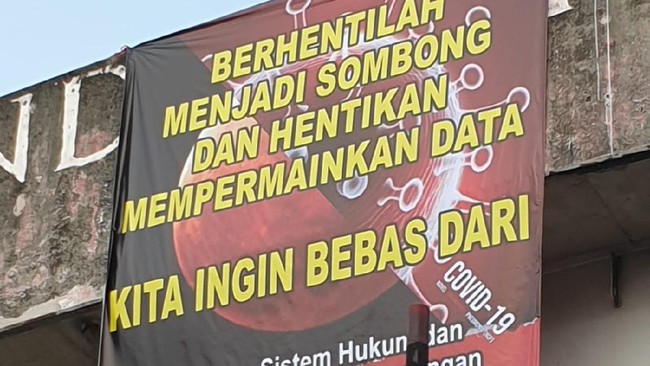 BERHENTILAH
MENJADI SOMBONG
DAN HENTIKAN
MEMPERMAINKAN DATA
KITA INGIN BEBAS DARI
COVID-19
Sistem Hukum dan